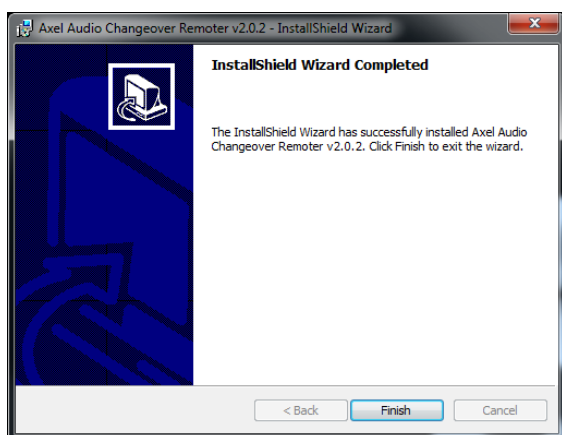 Axel Audio Changeover Remoter v2.0.2 - InstallShield Wizard
InstallShield Wizard Completed
The InstallShield Wizard has successfully installed Axel Audio
Changeover Remoter v2.0.2. Click Finish to exit the wizard.
< Back
Finish
Cancel